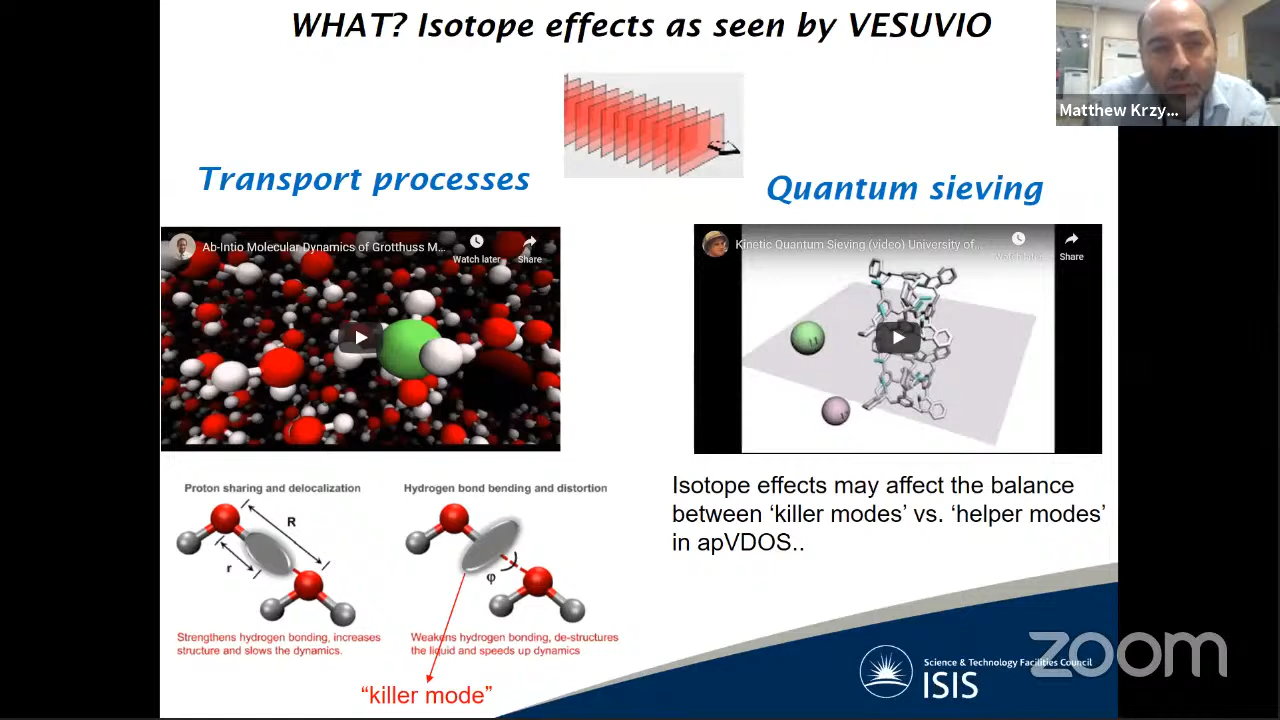 WHAT? Isotope effects as seen by VESUVIO
Matthew Krzy...
Transport processes
Quantum sieving
Ab-Intio Molecular Dynamics of Grotthuss M...
Watch later
Share
Kinetic Quantum Sieving (video) University of...
Watch later
Share
Proton sharing and delocalization
Hydrogen bond bending and distortion
R
r
φ
Strengthens hydrogen bonding, increases
structure and slows the dynamics.
Weakens hydrogen bonding, de-structures
the liquid and speeds up dynamics
"killer mode"
Isotope effects may affect the balance
between ‘killer modes’ vs. ‘helper modes’
in apVDOS..
Science & Technology Facilities Council
ISIS
zoom